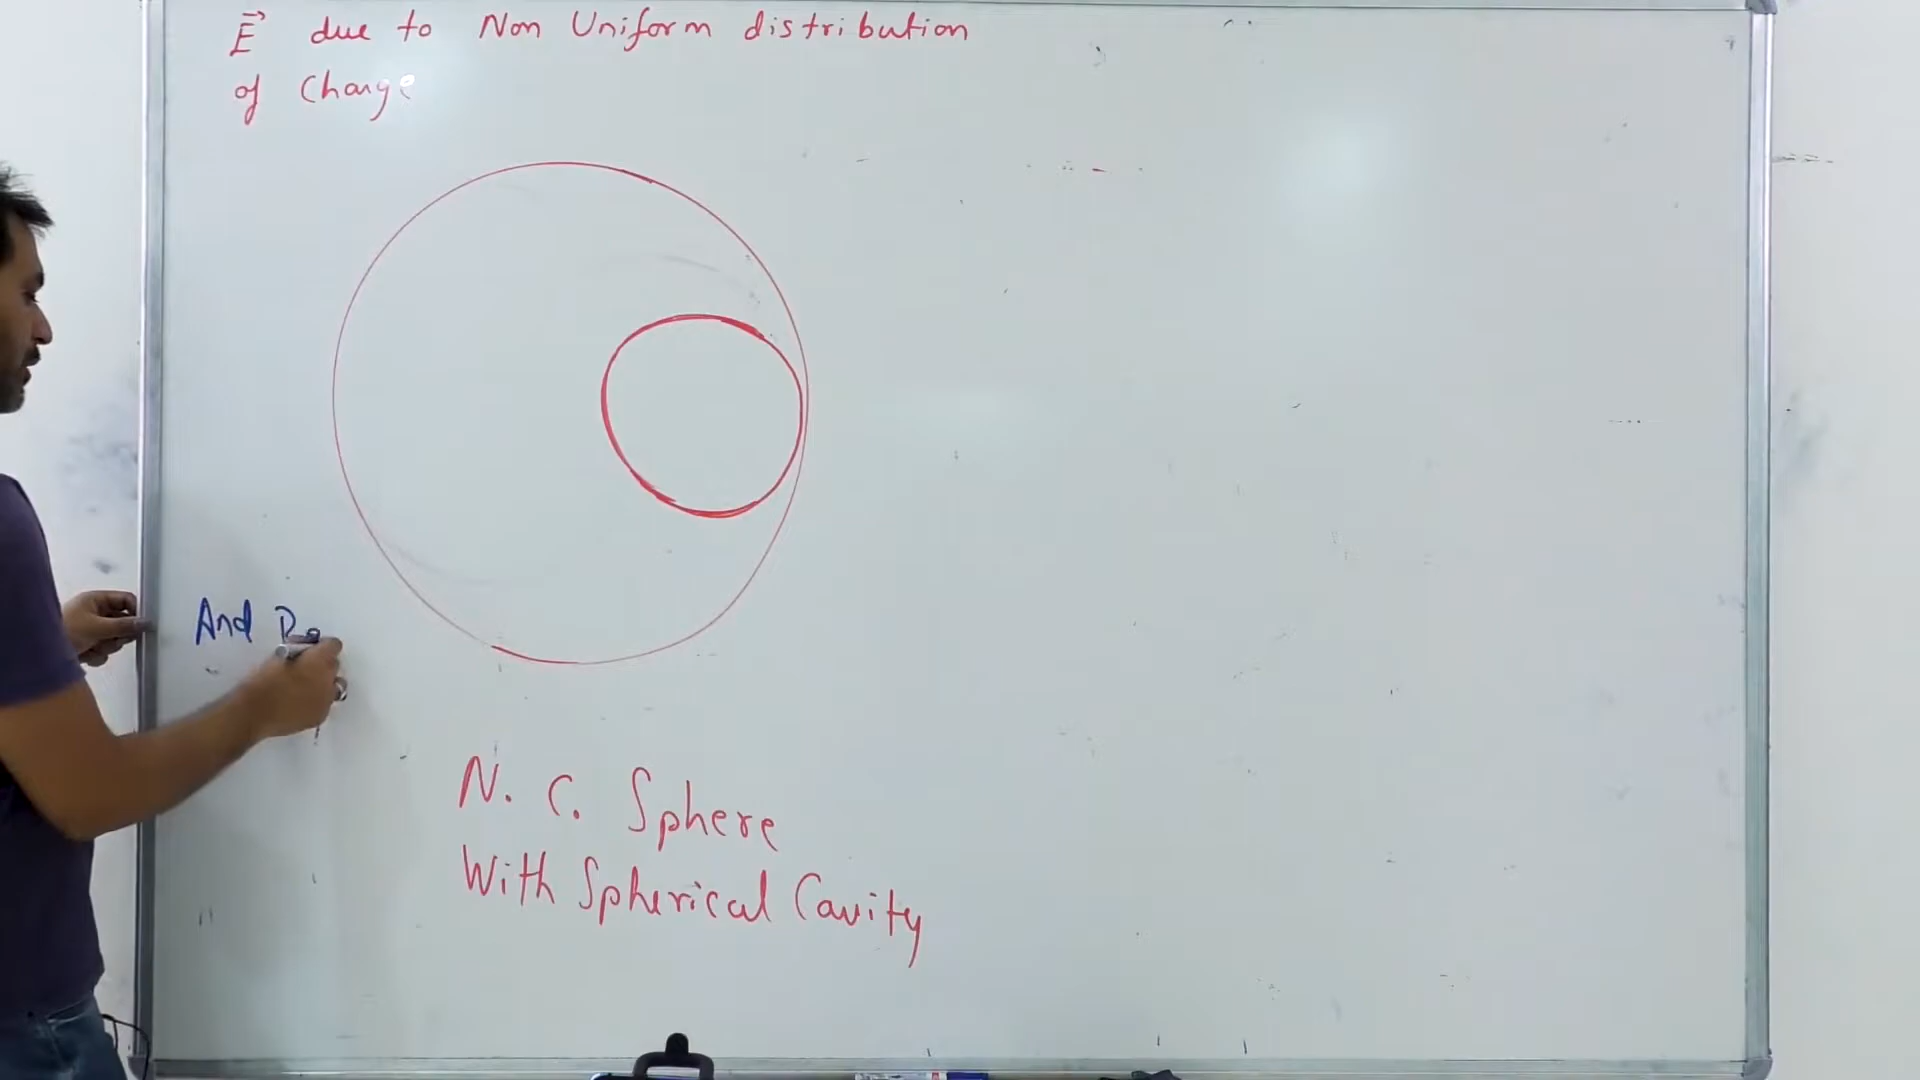 E⃗ due to Non Uniform distribution
of Charge
And
N. C. Sphere
With Spherical Cavity